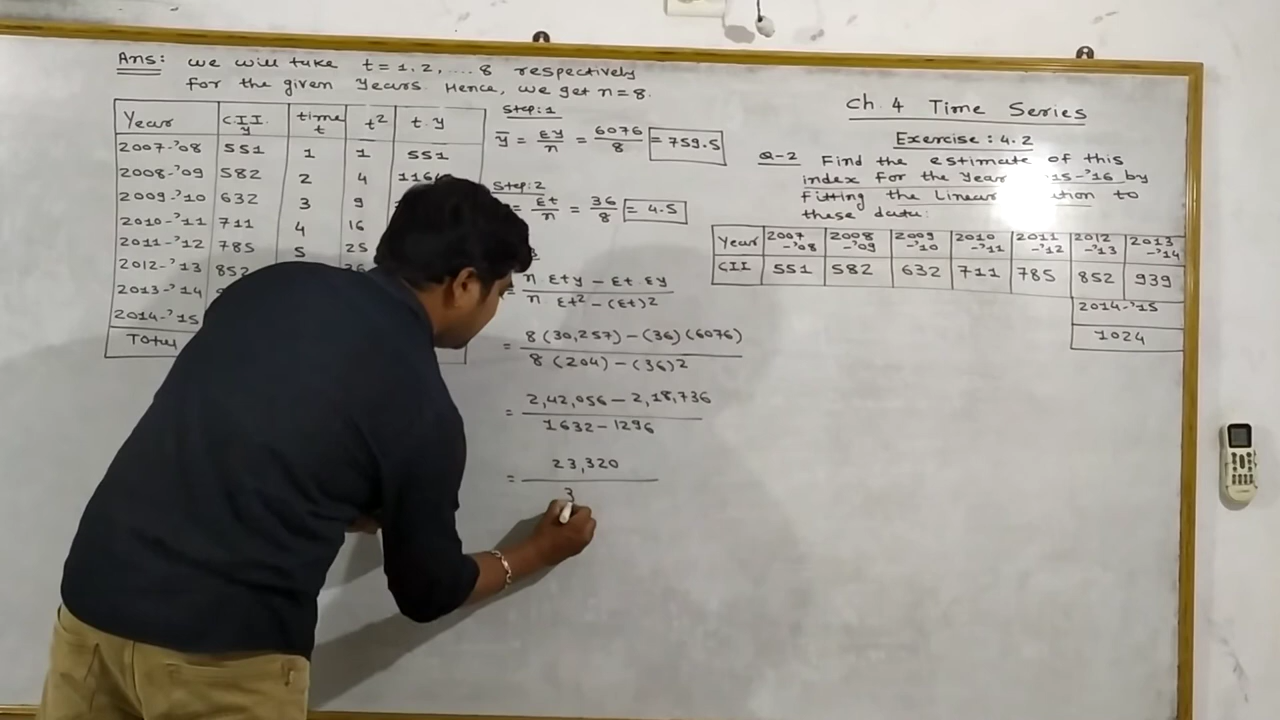 Ans: we will take t = 1, 2, .... 8 respectively
for the given years. Hence, we get n = 8.
Year C.I.I. y time t t² t.y
2007-'08 551 1 1 551
2008-'09 582 2 4
2009-'10 632 3 9
2010-'11 711 4 16
2011-'12 785 5 25
2012-'13 852
2013-'14
2014-'15
Total
Step:1
ȳ = Σy/n = 6076/8 = 759.5
Step:2
= Σt/n = 36/8 = 4.5
= n Σty - Σt . Σy / n Σt² - (Σt)²
= 8 (30,257) - (36) (6076) / 8 (204) - (36)²
= 2,42,056 - 2,18,736 / 1632 - 1296
= 23,320 / 3
Ch. 4 Time Series
Exercise : 4.2
Q-2 Find the estimate of this
index for the year 15-'16 by
fitting the Linear to
these data:
Year 2007-'08 2008-'09 2009-'10 2010-'11 2011-'12 2012-'13 2013-'14
CII 551 582 632 711 785 852 939
2014-'15
1024